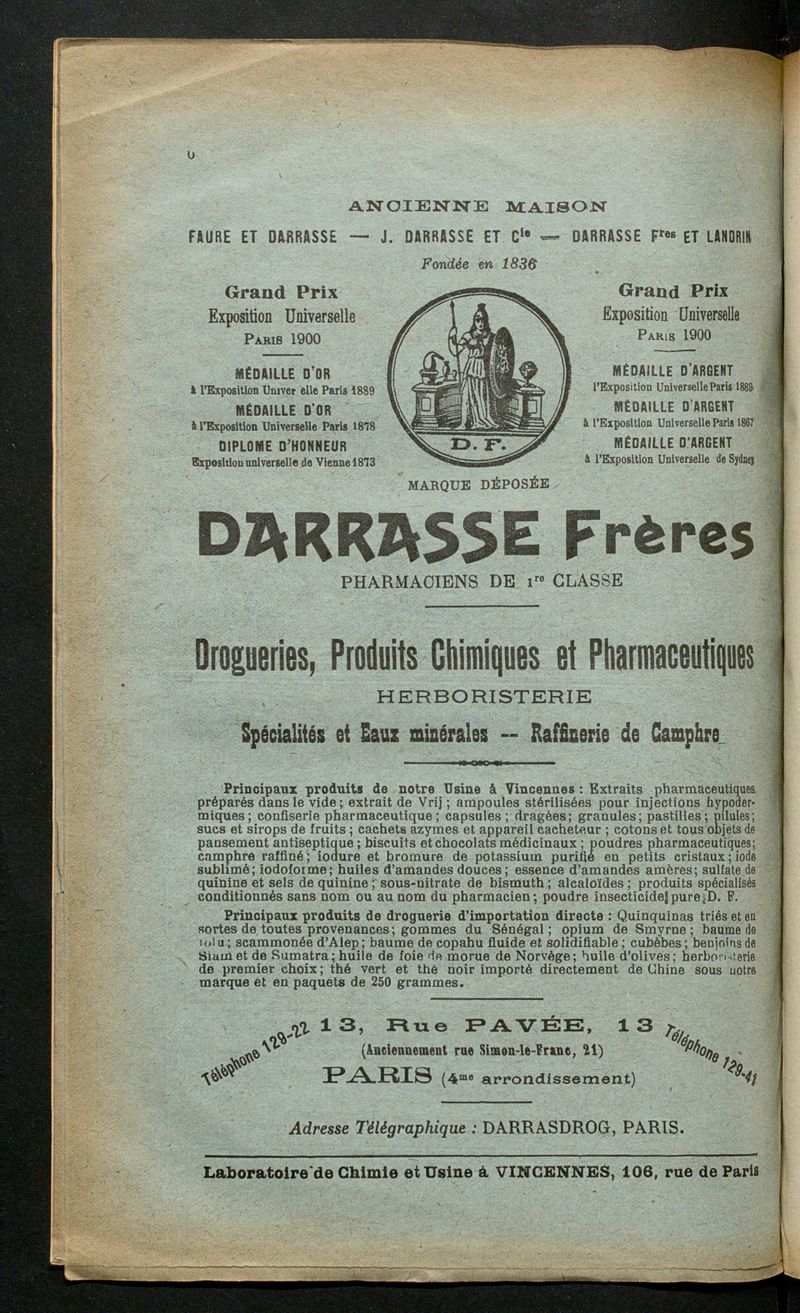 ANCIENNE MAISON
FAURE ET DARRASSE — J. DARRASSE ET Cie — DARRASSE Fres ET LANDRIN
Fondée en 1836
Grand Prix
Exposition Universelle
PARIS 1900
MÉDAILLE D'OR
à l'Exposition Univer elle Paris 1889
MÉDAILLE D'OR
à l'Exposition Universelle Paris 1878
DIPLOME D'HONNEUR
Exposition universelle de Vienne 1873
D. F.
MARQUE DÉPOSÉE
Grand Prix
Exposition Universelle
PARIS 1900
MÉDAILLE D'ARGENT
l'Exposition Universelle Paris 1889
MÉDAILLE D'ARGENT
à l'Exposition Universelle Paris 1867
MÉDAILLE D'ARGENT
à l'Exposition Universelle de Sydney
DARRASSE Frères
PHARMACIENS DE 1re CLASSE
Drogueries, Produits Chimiques et Pharmaceutiques
HERBORISTERIE
Spécialités et Eaux minérales -- Raffinerie de Camphre
Principaux produits de notre Usine à Vincennes : Extraits pharmaceutiques
préparés dans le vide ; extrait de Vrij ; ampoules stérilisées pour injections hypoder-
miques ; confiserie pharmaceutique ; capsules ; dragées ; granules ; pastilles ; pilules ;
sucs et sirops de fruits ; cachets azymes et appareil cacheteur ; cotons et tous objets de
pansement antiseptique ; biscuits et chocolats médicinaux ; poudres pharmaceutiques ;
camphre raffiné ; iodure et bromure de potassium purifié en petits cristaux ; iode
sublimé ; iodoforme ; huiles d'amandes douces ; essence d'amandes amères ; sulfate de
quinine et sels de quinine ; sous-nitrate de bismuth ; alcaloïdes ; produits spécialisés
conditionnés sans nom ou au nom du pharmacien ; poudre insecticide pure D. F.
Principaux produits de droguerie d'importation directe : Quinquinas triés et en
sortes de toutes provenances ; gommes du Sénégal ; opium de Smyrne ; baume de
tolu ; scammonée d'Alep ; baume de copahu fluide et solidifiable ; cubèbes ; benjoins de
Siam et de Sumatra ; huile de foie de morue de Norvège ; huile d'olives ; herboristerie
de premier choix ; thé vert et thé noir importé directement de Chine sous notre
marque et en paquets de 250 grammes.
Téléphone 129-22
13, Rue PAVÉE, 13
(Anciennement rue Simon-le-Franc, 21)
PARIS (4me arrondissement)
Téléphone 129-41
Adresse Télégraphique : DARRASDROG, PARIS.
Laboratoire de Chimie et Usine à VINCENNES, 106, rue de Paris